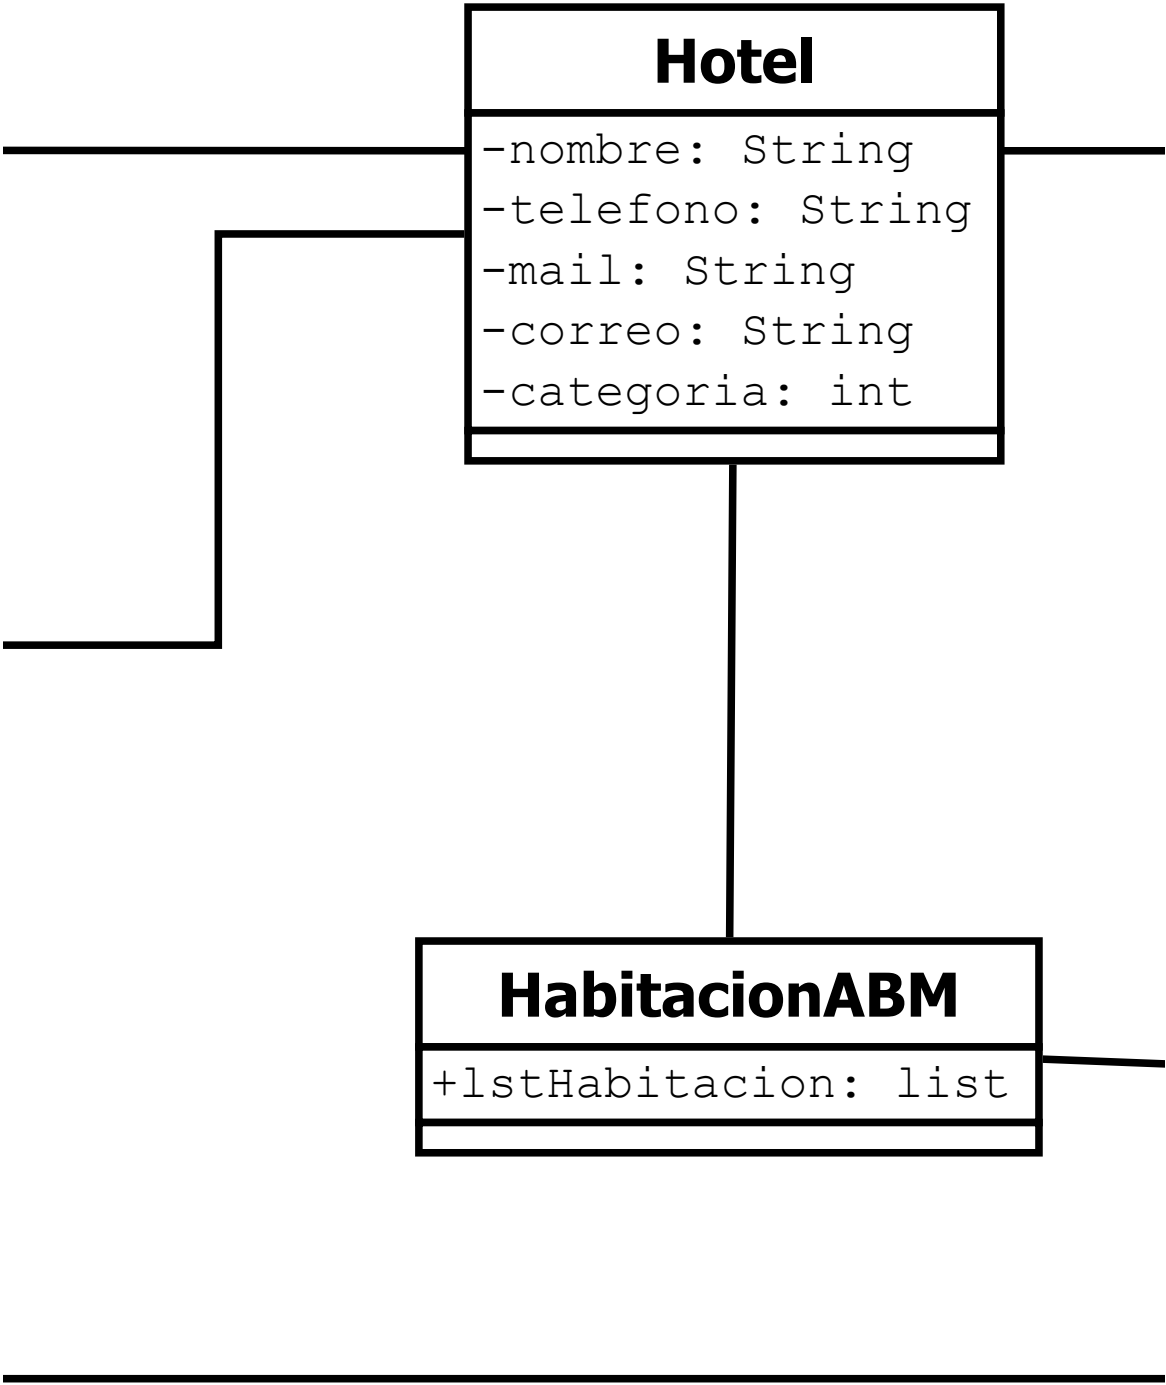 Hotel
-nombre: String
-telefono: String
-mail: String
-correo: String
-categoria: int
HabitacionABM
+lstHabitacion: list